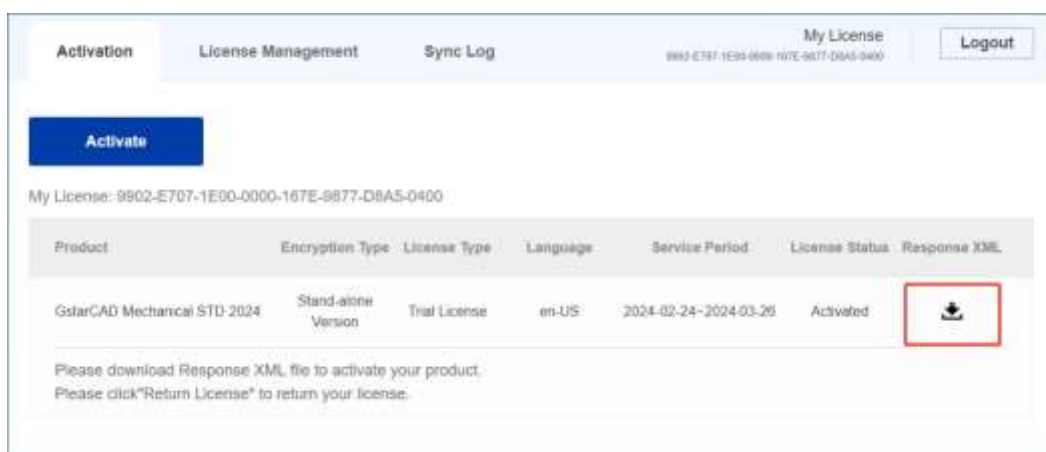 Activation License Management Sync Log My License Logout
Activate
My License: 9902-E707-1E00-0000-167E-9877-D8A5-0400
Product Encryption Type License Type Language Service Period License Status Response XML
GstarCAD Mechanical STD 2024 Stand-alone Version Trial License en-US 2024-02-24~2024-03-26 Activated
Please download Response XML file to activate your product.
Please click"Return License" to return your license.